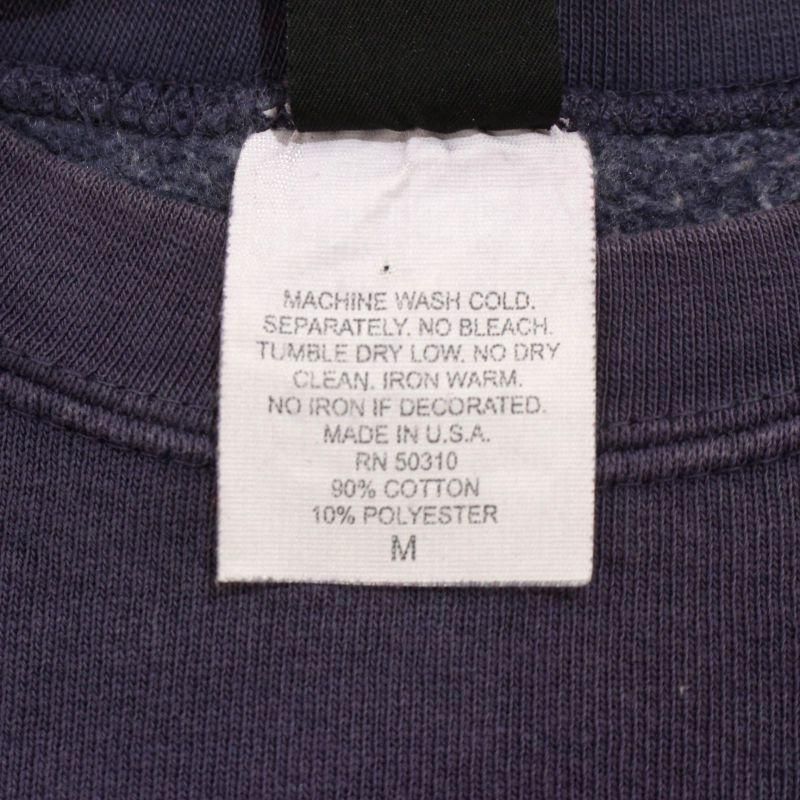 MACHINE WASH COLD.
SEPARATELY. NO BLEACH.
TUMBLE DRY LOW. NO DRY
CLEAN. IRON WARM.
NO IRON IF DECORATED.
MADE IN U.S.A.
RN 50310
90% COTTON
10% POLYESTER
M